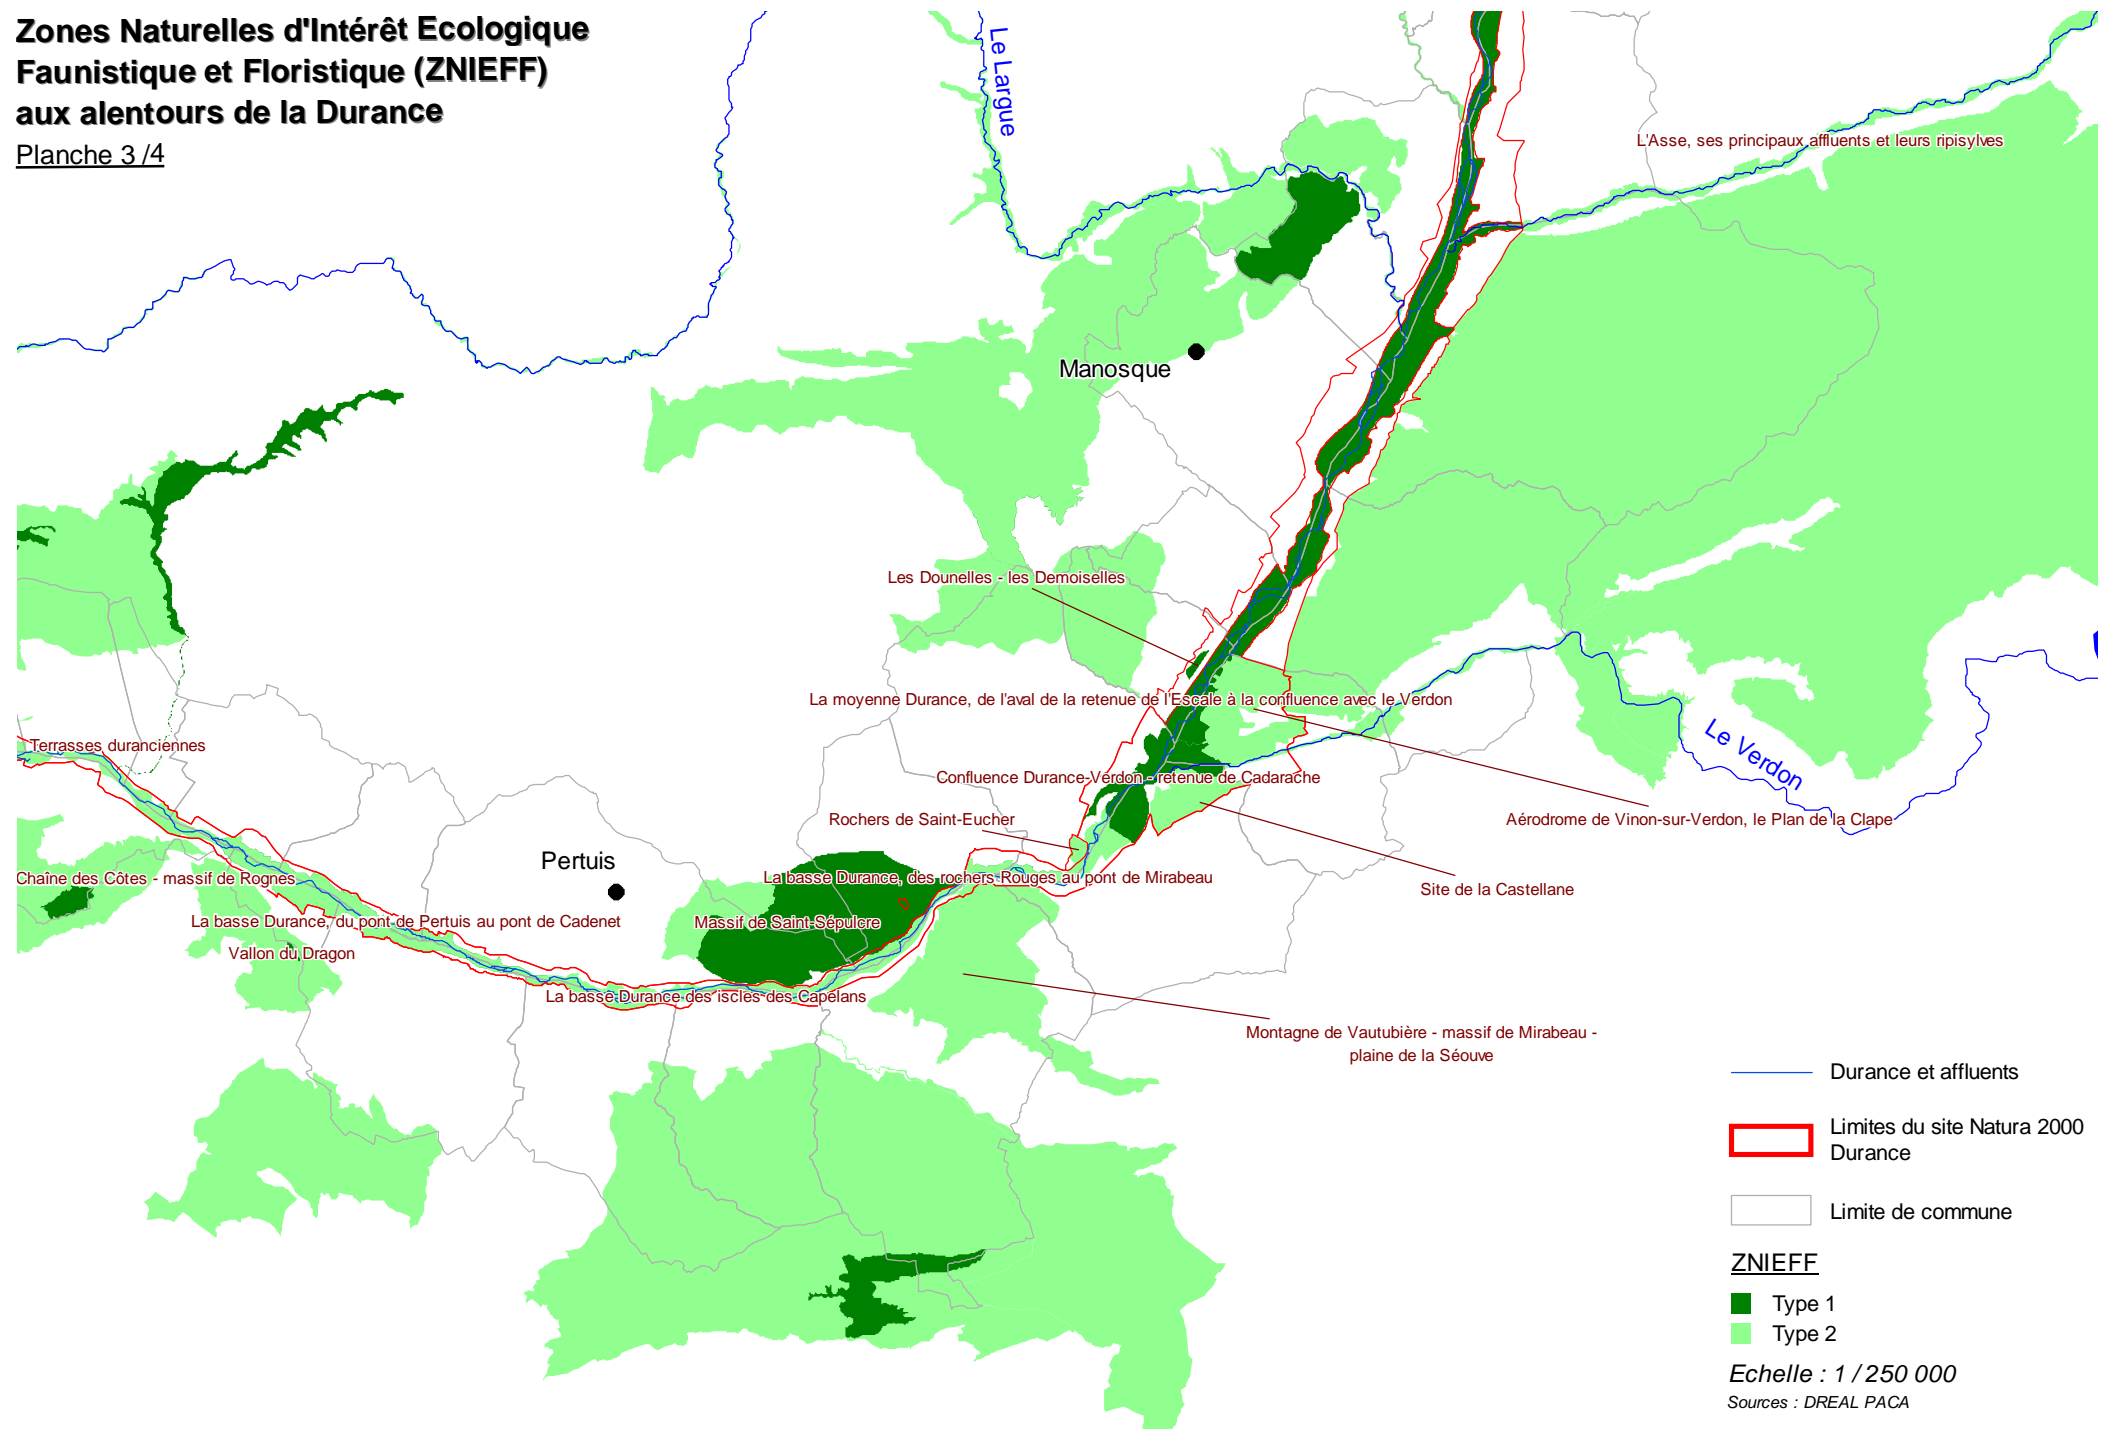 Zones Naturelles d'Intérêt Ecologique
Faunistique et Floristique (ZNIEFF)
aux alentours de la Durance
Planche 3 /4
Le Largue
L'Asse, ses principaux affluents et leurs ripisylves
Manosque
Les Dounelles - les Demoiselles
La moyenne Durance, de l'aval de la retenue de l'Escale à la confluence avec le Verdon
Le Verdon
Terrasses duranciennes
Confluence Durance-Verdon - retenue de Cadarache
Rochers de Saint-Eucher
Aérodrome de Vinon-sur-Verdon, le Plan de la Clape
Pertuis
Chaîne des Côtes - massif de Rognes
La basse Durance, des rochers Rouges au pont de Mirabeau
Site de la Castellane
La basse Durance, du pont de Pertuis au pont de Cadenet
Massif de Saint-Sépulcre
Vallon du Dragon
La basse Durance des iscles des Capelans
Montagne de Vautubière - massif de Mirabeau -
plaine de la Séouve
Durance et affluents
Limites du site Natura 2000
Durance
Limite de commune
ZNIEFF
Type 1
Type 2
Echelle : 1 / 250 000
Sources : DREAL PACA